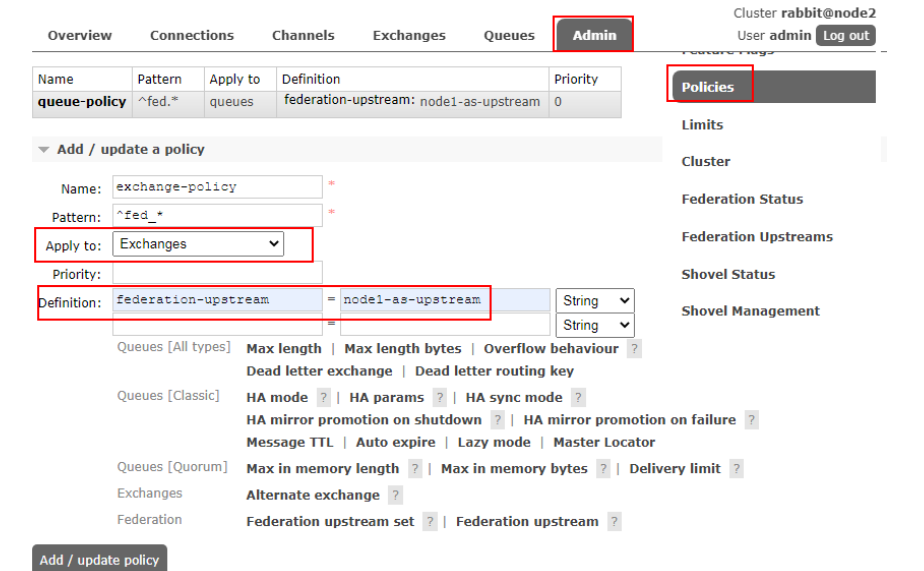 Cluster rabbit@node2
Overview Connections Channels Exchanges Queues Admin User admin Log out
Name Pattern Apply to Definition Priority
queue-policy ^fed.* queues federation-upstream: node1-as-upstream 0
Policies
Limits
Add / update a policy
Cluster
Name: exchange-policy *
Federation Status
Pattern: ^fed_* *
Apply to: Exchanges
Federation Upstreams
Priority:
Shovel Status
Definition: federation-upstream = node1-as-upstream String
Shovel Management
= String
Queues [All types] Max length | Max length bytes | Overflow behaviour ?
Dead letter exchange | Dead letter routing key
Queues [Classic] HA mode ? | HA params ? | HA sync mode ?
HA mirror promotion on shutdown ? | HA mirror promotion on failure ?
Message TTL | Auto expire | Lazy mode | Master Locator
Queues [Quorum] Max in memory length ? | Max in memory bytes ? | Delivery limit ?
Exchanges Alternate exchange ?
Federation Federation upstream set ? | Federation upstream ?
Add / update policy